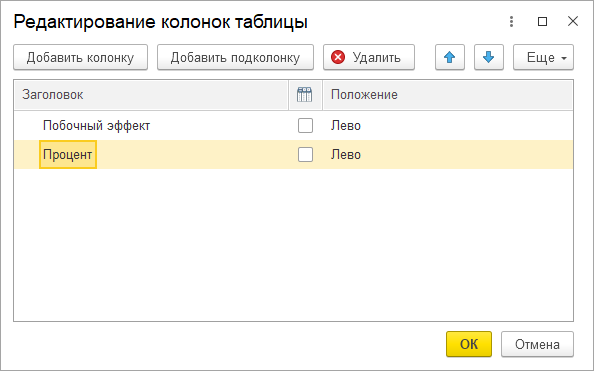 Редактирование колонок таблицы
Добавить колонку Добавить подколонку Удалить Еще
Заголовок Положение
Побочный эффект Лево
Процент Лево
ОК Отмена